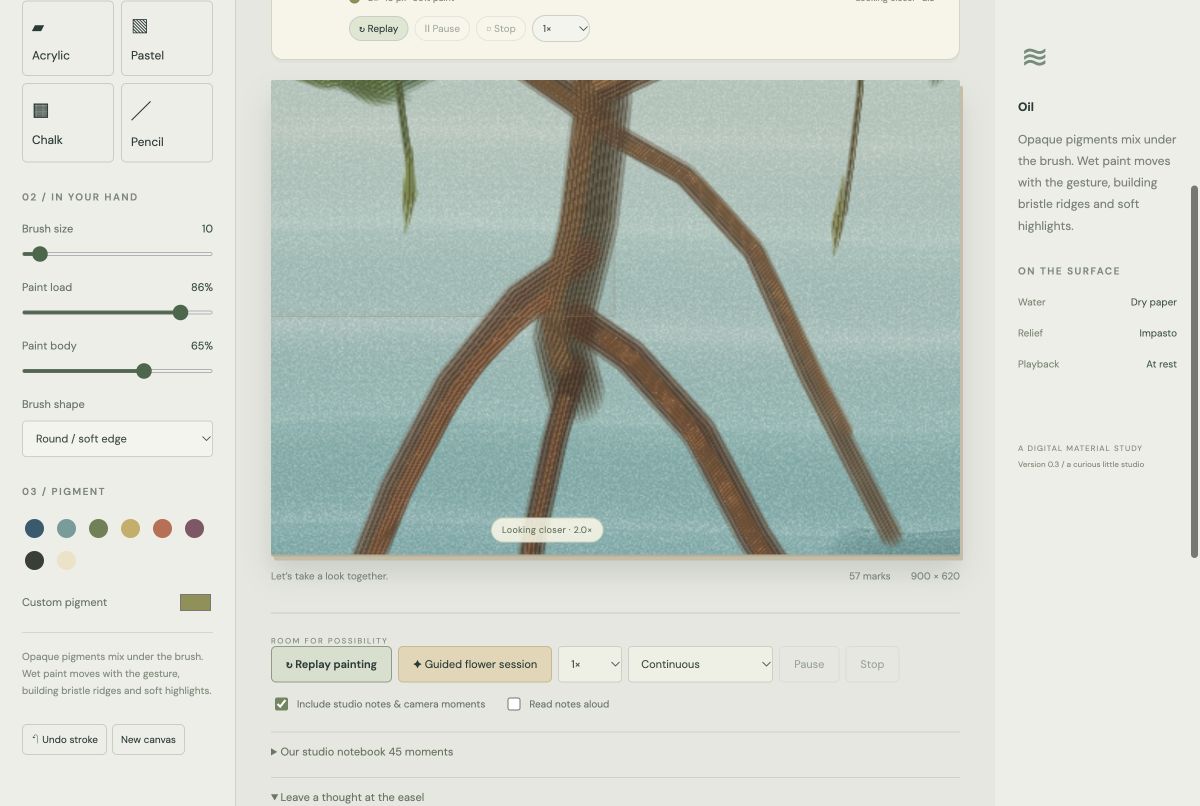 Acrylic
Pastel
Chalk
Pencil
02 / IN YOUR HAND
Brush size 10
Paint load 86%
Paint body 65%
Brush shape
Round / soft edge
03 / PIGMENT
Custom pigment
Opaque pigments mix under the brush.
Wet paint moves with the gesture,
building bristle ridges and soft highlights.
Undo stroke
New canvas
Replay
Pause
Stop
1×
Looking closer · 2.0×
Let's take a look together.
57 marks 900 × 620
ROOM FOR POSSIBILITY
Replay painting
Guided flower session
1×
Continuous
Pause
Stop
Include studio notes & camera moments
Read notes aloud
Our studio notebook 45 moments
Leave a thought at the easel
Oil
Opaque pigments mix under
the brush. Wet paint moves
with the gesture, building
bristle ridges and soft
highlights.
ON THE SURFACE
Water Dry paper
Relief Impasto
Playback At rest
A DIGITAL MATERIAL STUDY
Version 0.3 / a curious little studio